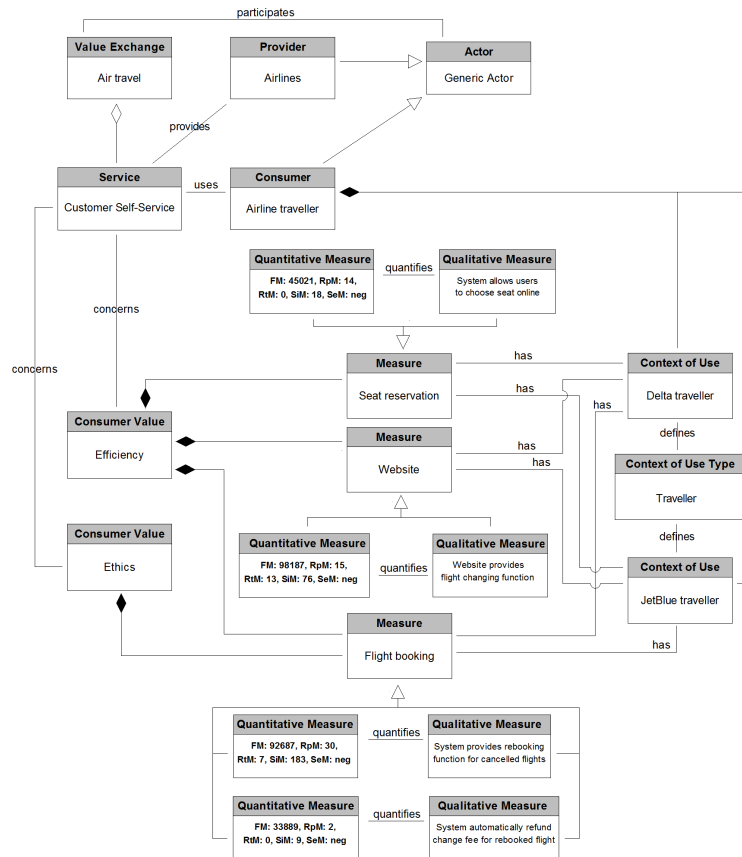 participates
Value Exchange
Air travel
Provider
Airlines
Actor
Generic Actor
provides
Service
Customer Self-Service
uses
Consumer
Airline traveller
Quantitative Measure
FM: 45021, RpM: 14,
RtM: 0, SiM: 18, SeM: neg
quantifies
Qualitative Measure
System allows users
to choose seat online
concerns
concerns
Measure
Seat reservation
has
has
has
Context of Use
Delta traveller
Consumer Value
Efficiency
Measure
Website
has
has
defines
Context of Use Type
Traveller
defines
Consumer Value
Ethics
Quantitative Measure
FM: 98187, RpM: 15,
RtM: 13, SiM: 76, SeM: neg
quantifies
Qualitative Measure
Website provides
flight changing function
Context of Use
JetBlue traveller
Measure
Flight booking
has
Quantitative Measure
FM: 92687, RpM: 30,
RtM: 7, SiM: 183, SeM: neg
quantifies
Qualitative Measure
System provides rebooking
function for cancelled flights
Quantitative Measure
FM: 33889, RpM: 2,
RtM: 0, SiM: 9, SeM: neg
quantifies
Qualitative Measure
System automatically refund
change fee for rebooked flight